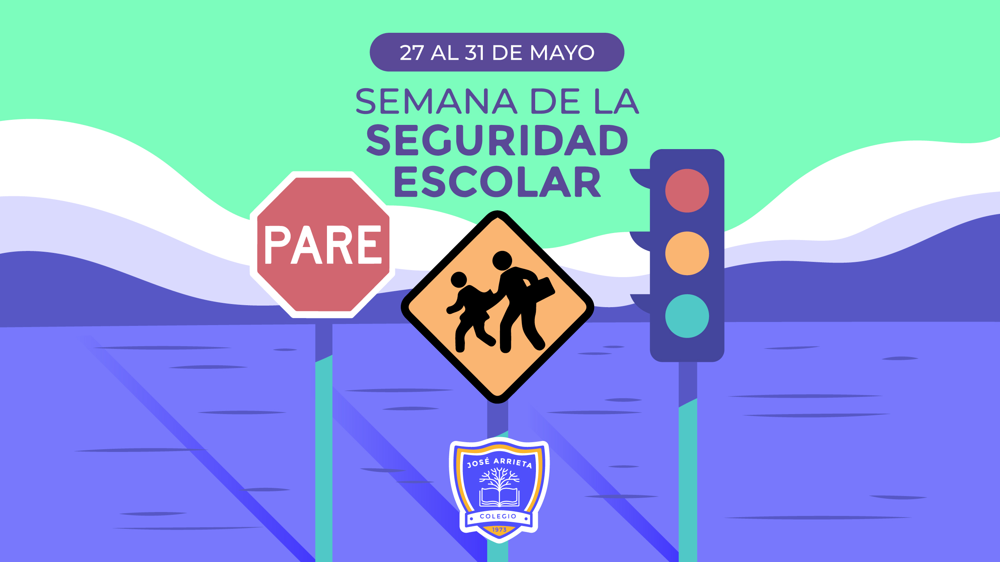 27 AL 31 DE MAYO
SEMANA DE LA
SEGURIDAD
ESCOLAR
PARE
JOSÉ ARRIETA
COLEGIO
1973